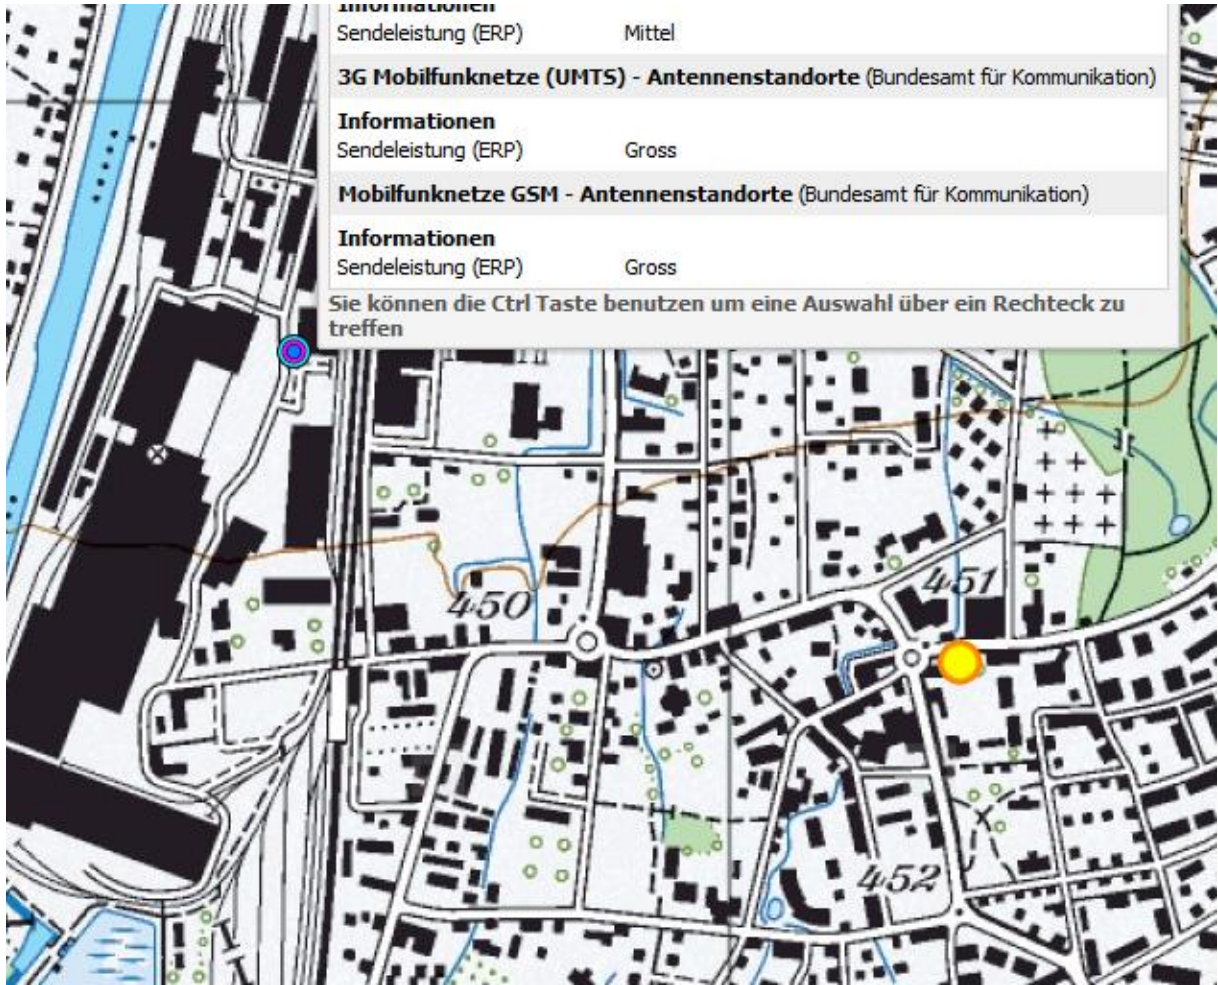 Informationen
Sendeleistung (ERP) Mittel
3G Mobilfunknetze (UMTS) - Antennenstandorte (Bundesamt für Kommunikation)
Informationen
Sendeleistung (ERP) Gross
Mobilfunknetze GSM - Antennenstandorte (Bundesamt für Kommunikation)
Informationen
Sendeleistung (ERP) Gross
Sie können die Ctrl Taste benutzen um eine Auswahl über ein Rechteck zu
treffen
451
450
452